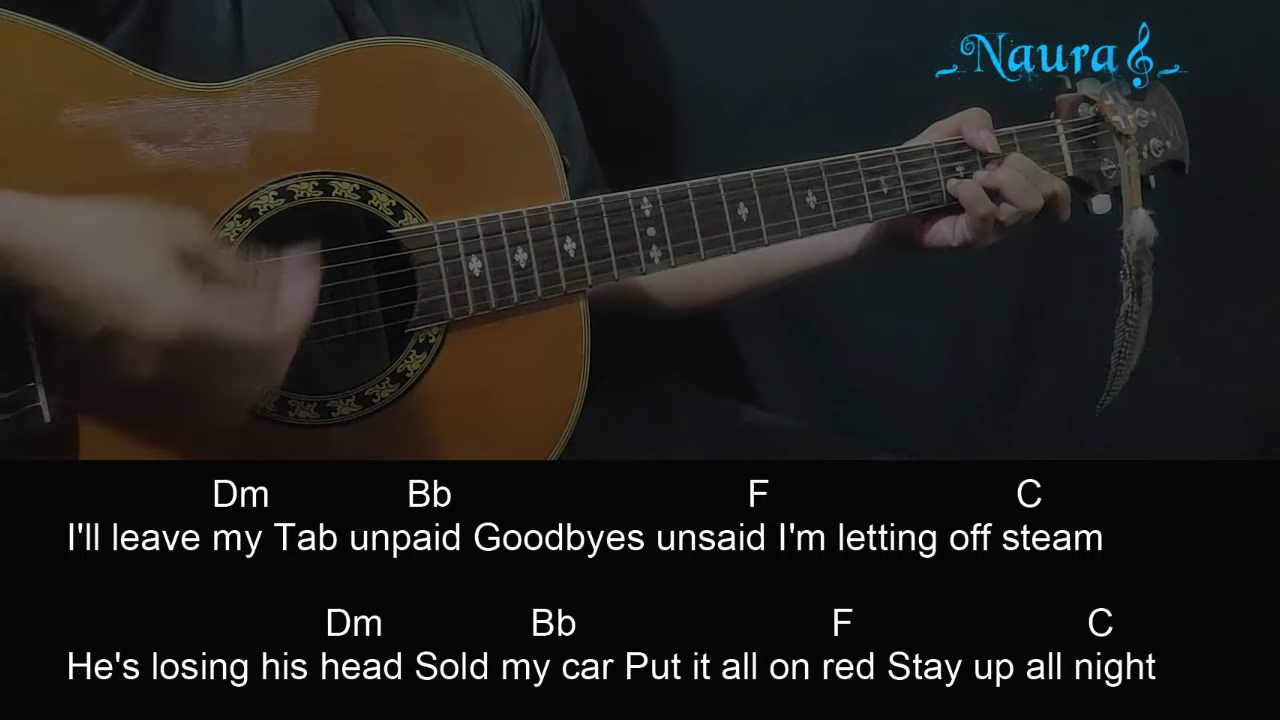 Naura
Dm Bb F C
I'll leave my Tab unpaid Goodbyes unsaid I'm letting off steam
Dm Bb F C
He's losing his head Sold my car Put it all on red Stay up all night